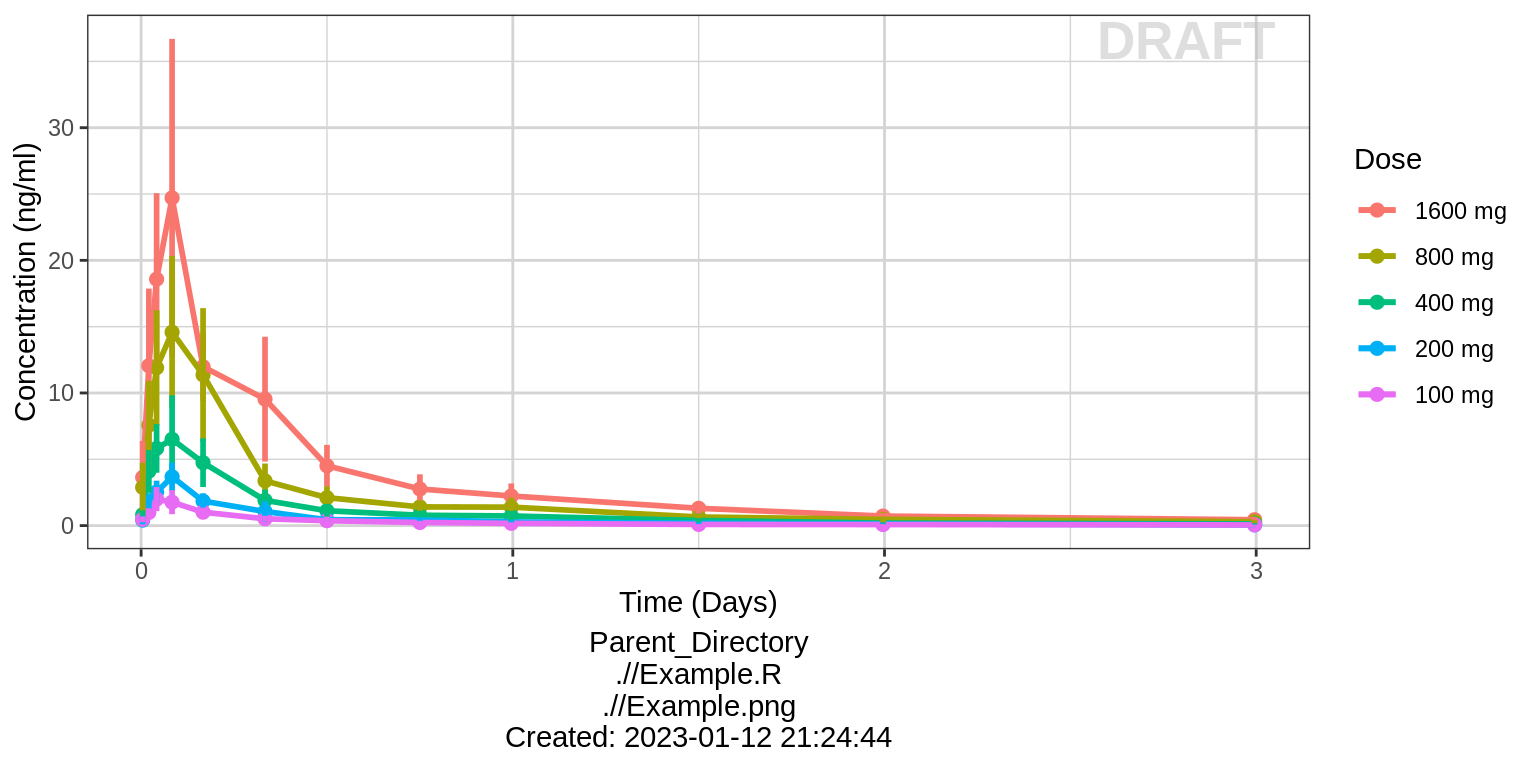 DRAFT
30
20
10
0
Concentration (ng/ml)
0 1 2 3
Time (Days)
Parent_Directory
.//Example.R
.//Example.png
Created: 2023-01-12 21:24:44
Dose
1600 mg
800 mg
400 mg
200 mg
100 mg